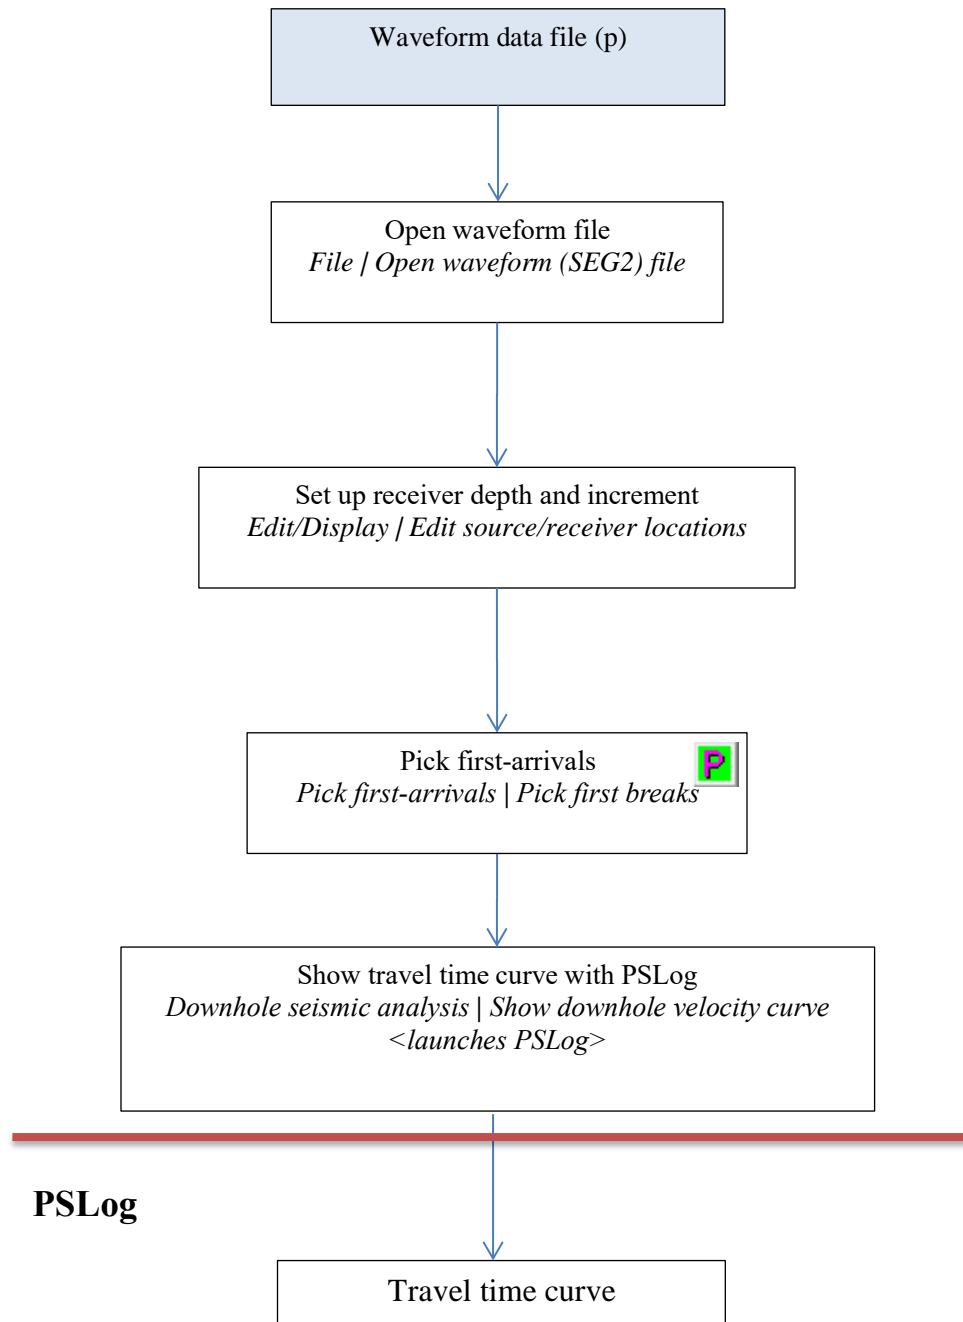 Waveform data file (p)
Open waveform file
File | Open waveform (SEG2) file
Set up receiver depth and increment
Edit/Display | Edit source/receiver locations
Pick first-arrivals
P
Pick first-arrivals | Pick first breaks
Show travel time curve with PSLog
Downhole seismic analysis | Show downhole velocity curve
<launches PSLog>
PSLog
Travel time curve